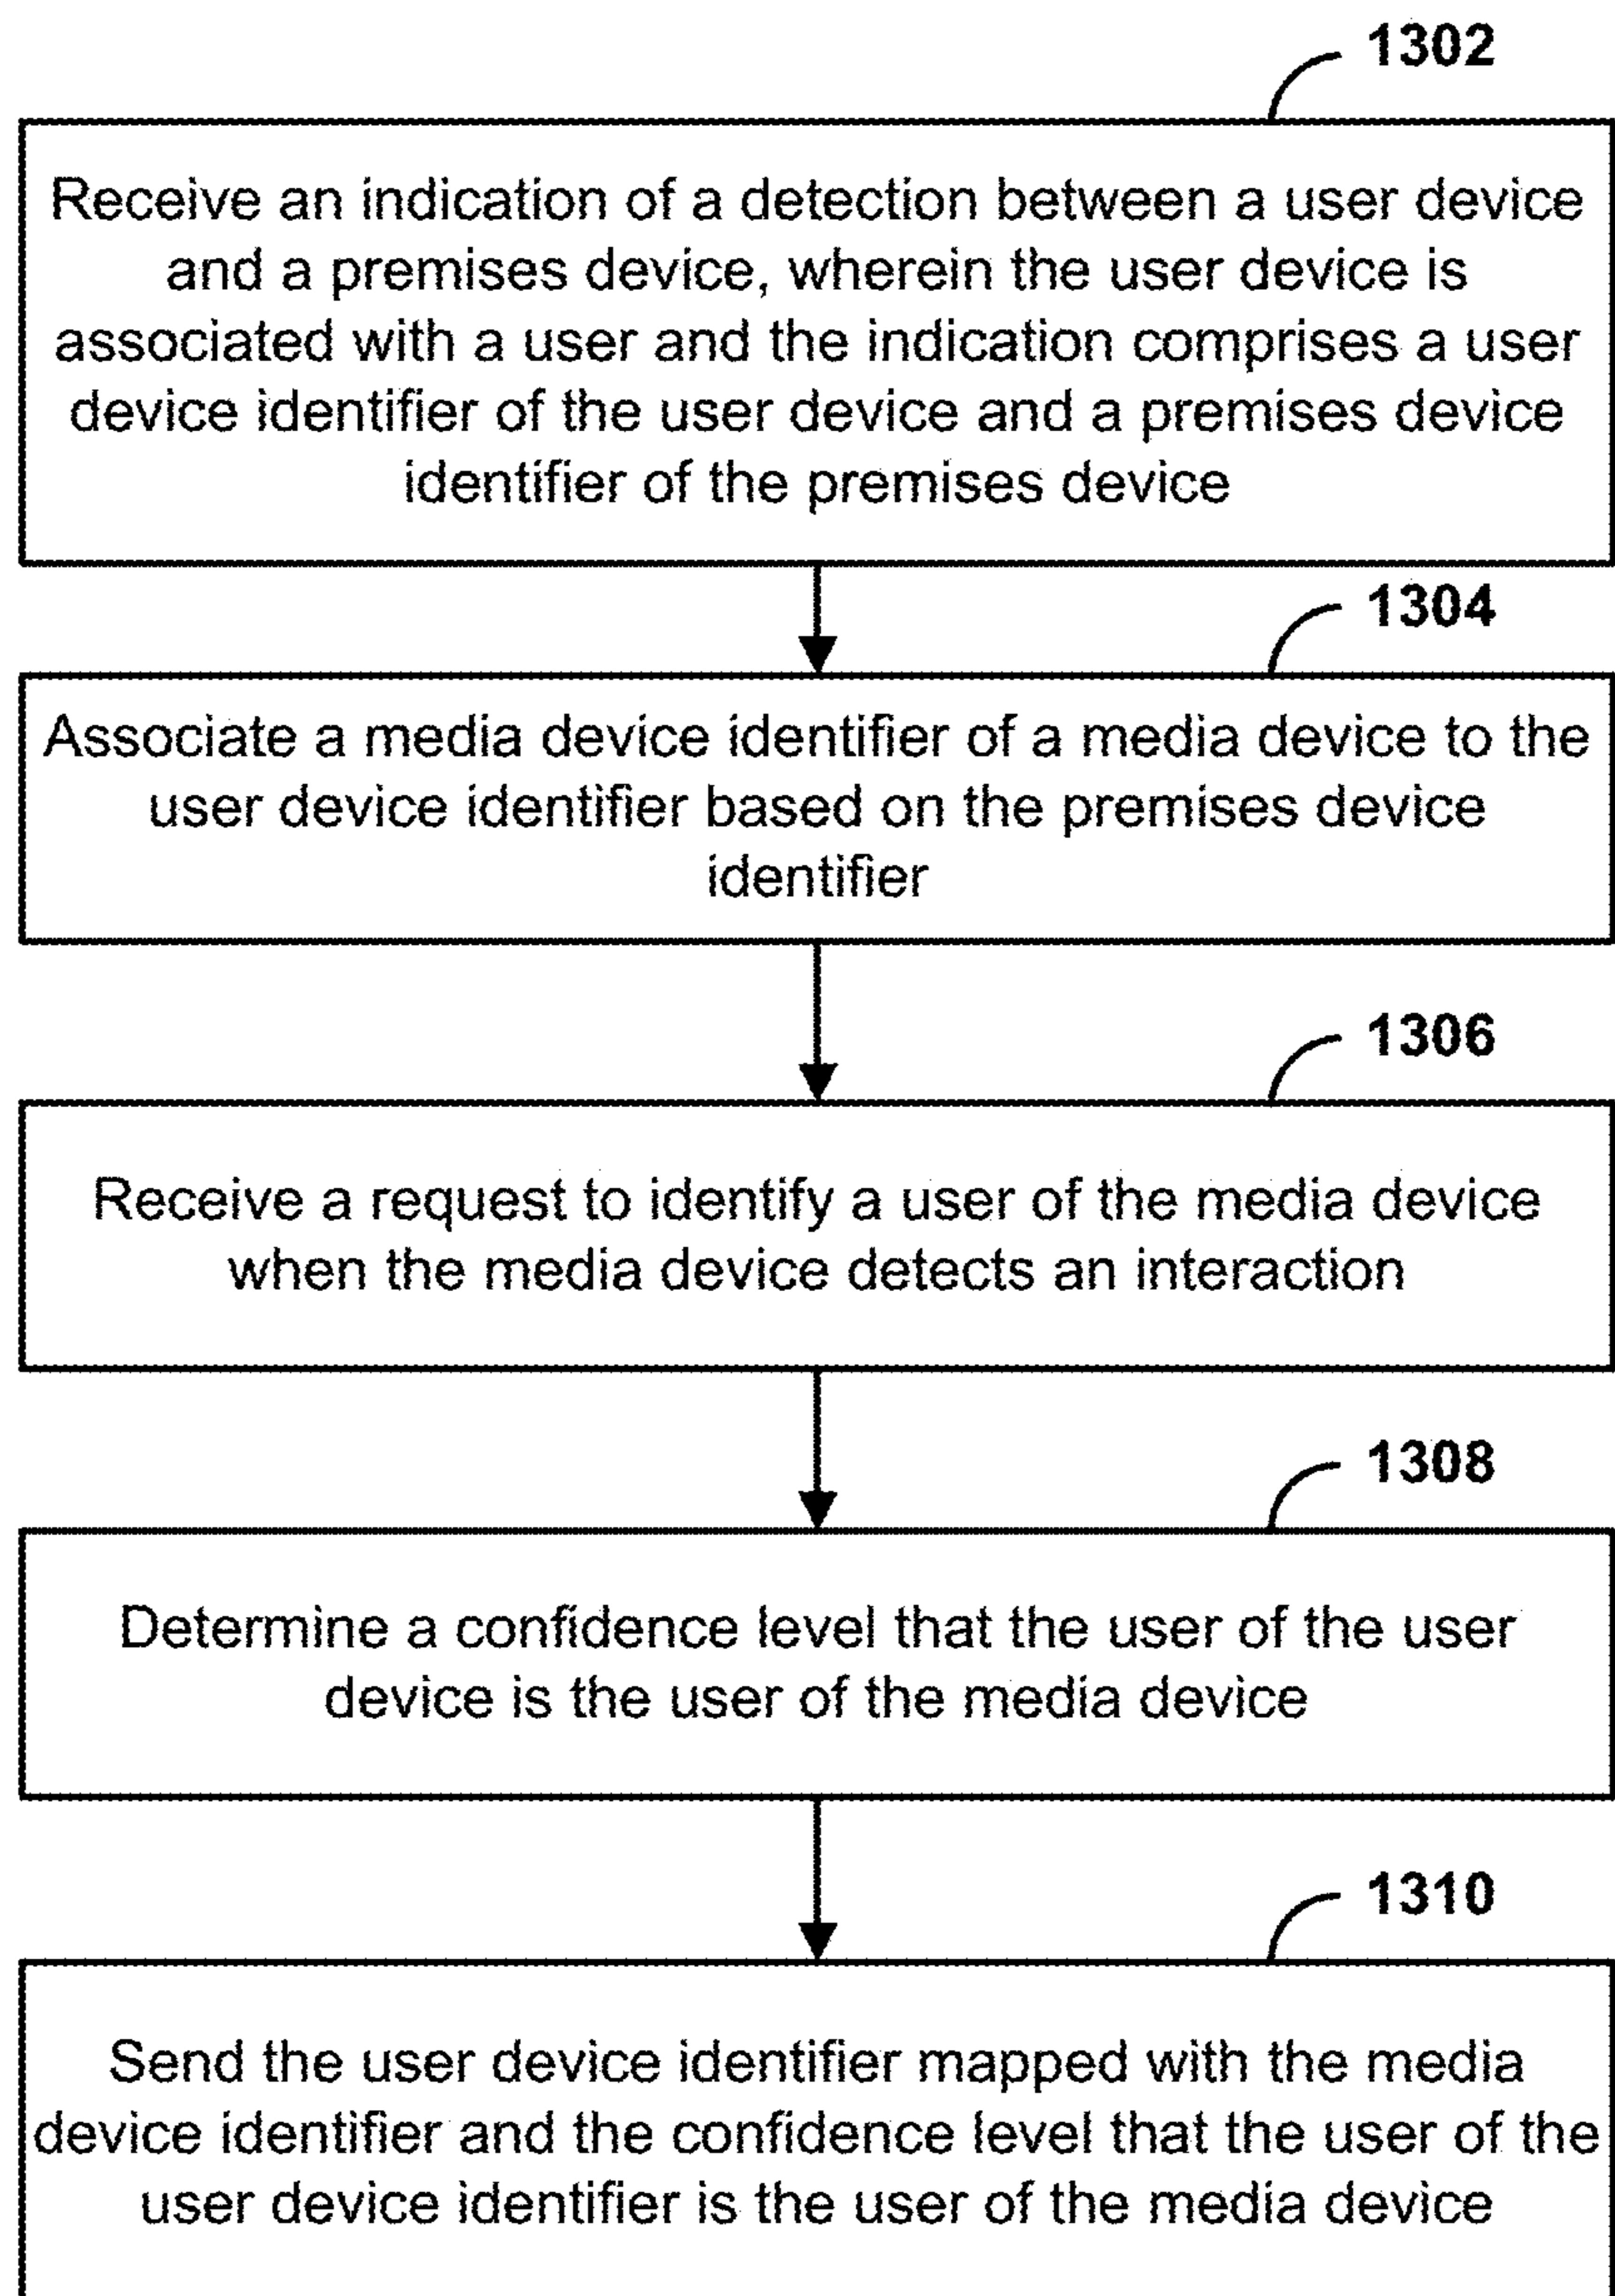 1302
Receive an indication of a detection between a user device
and a premises device, wherein the user device is
associated with a user and the indication comprises a user
device identifier of the user device and a premises device
identifier of the premises device
1304
Associate a media device identifier of a media device to the
user device identifier based on the premises device
identifier
1306
Receive a request to identify a user of the media device
when the media device detects an interaction
1308
Determine a confidence level that the user of the user
device is the user of the media device
1310
Send the user device identifier mapped with the media
device identifier and the confidence level that the user of the
user device identifier is the user of the media device